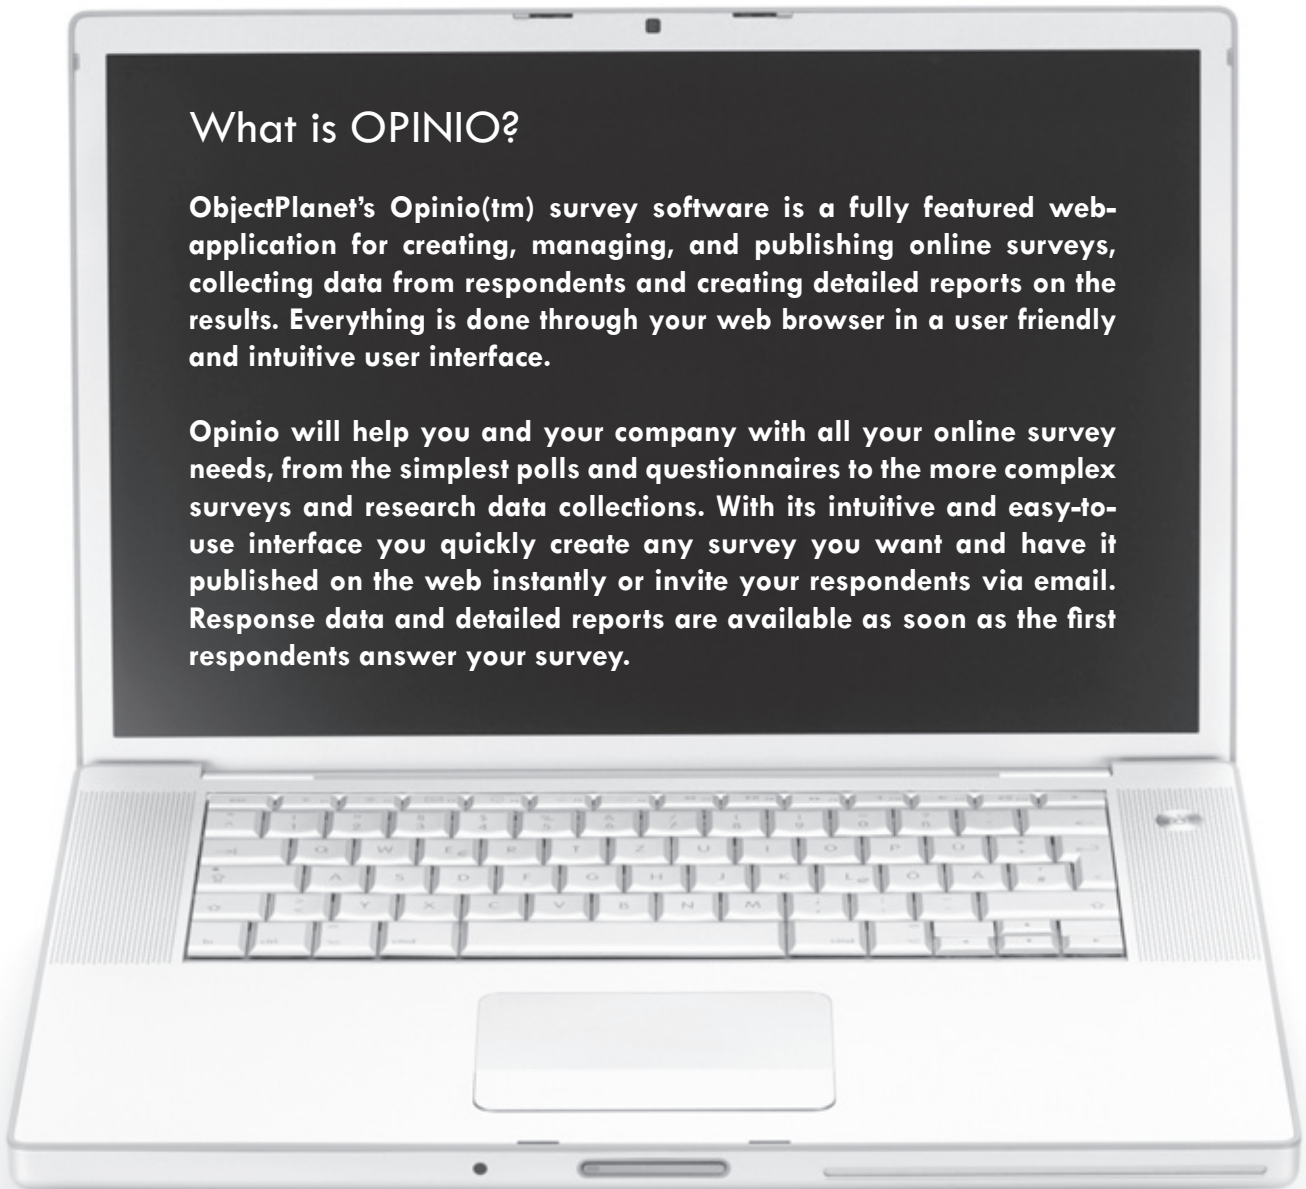 What is OPINIO?
ObjectPlanet's Opinio(tm) survey software is a fully featured web-
application for creating, managing, and publishing online surveys,
collecting data from respondents and creating detailed reports on the
results. Everything is done through your web browser in a user friendly
and intuitive user interface.
Opinio will help you and your company with all your online survey
needs, from the simplest polls and questionnaires to the more complex
surveys and research data collections. With its intuitive and easy-to-
use interface you quickly create any survey you want and have it
published on the web instantly or invite your respondents via email.
Response data and detailed reports are available as soon as the first
respondents answer your survey.
Q W E R T Z U I O P Ü
A S D F G H J K L Ö Ä
Y X C V B N M